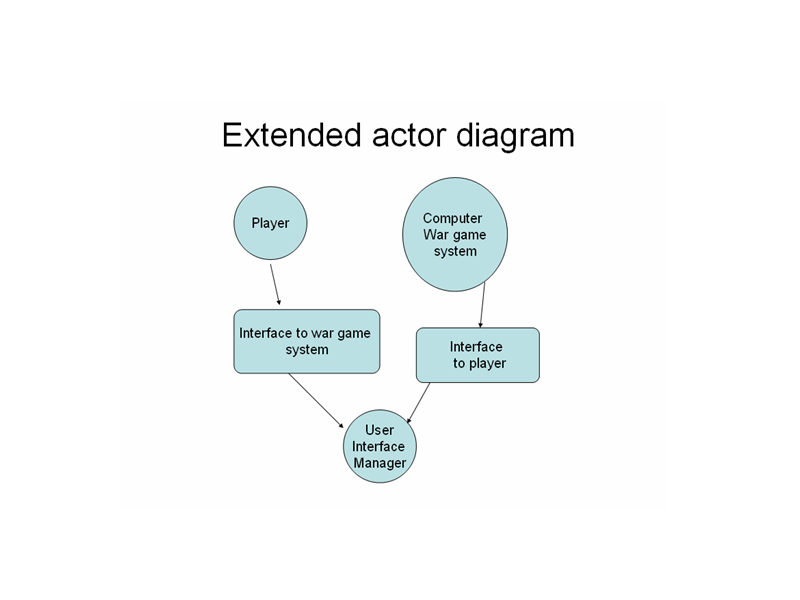 Extended actor diagram
Player
Computer
War game
system
Interface to war game
system
Interface
to player
User
Interface
Manager